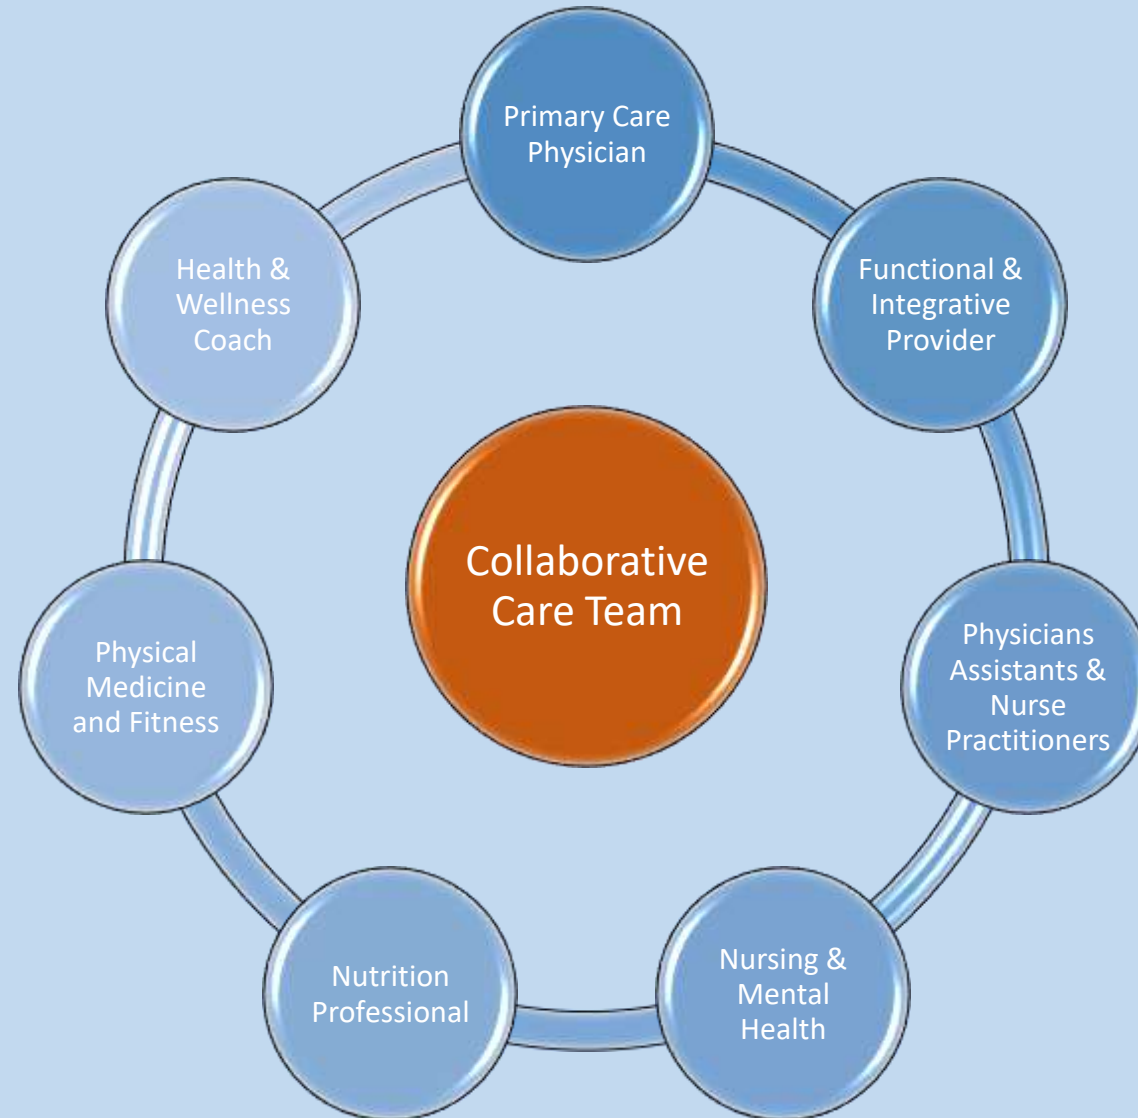 Primary Care
Physician
Functional &
Integrative
Provider
Physicians
Assistants &
Nurse
Practitioners
Nursing &
Mental
Health
Nutrition
Professional
Physical
Medicine
and Fitness
Health &
Wellness
Coach
Collaborative
Care Team